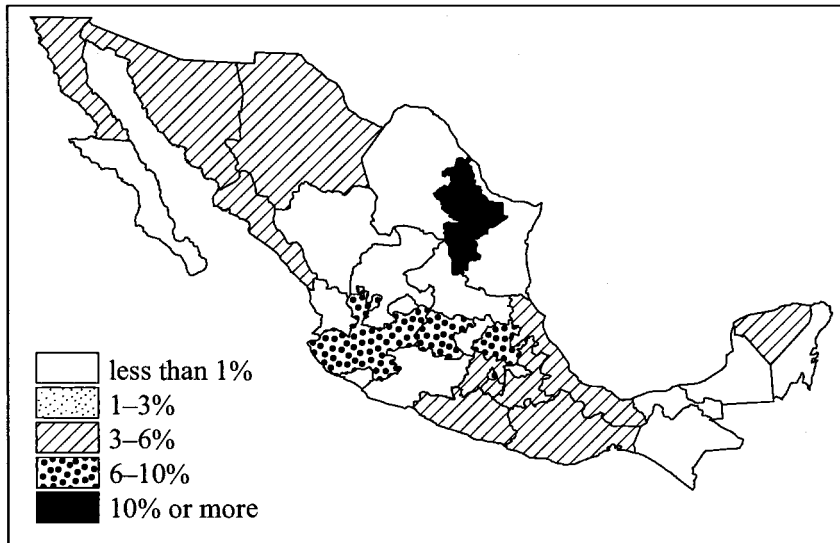 less than 1%
1–3%
3–6%
6–10%
10% or more